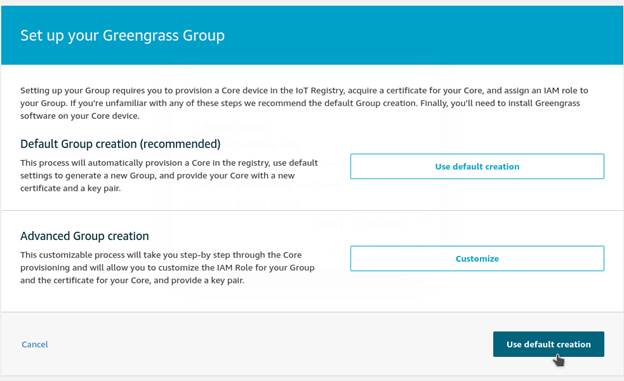 Set up your Greengrass Group
Setting up your Group requires you to provision a Core device in the IoT Registry, acquire a certificate for your Core, and assign an IAM role to
your Group. If you're unfamiliar with any of these steps we recommend the default Group creation. Finally, you'll need to install Greengrass
software on your Core device.
Default Group creation (recommended)
This process will automatically provision a Core in the registry, use default
settings to generate a new Group, and provide your Core with a new
certificate and a key pair.
Use default creation
Advanced Group creation
This customizable process will take you step-by step through the Core
provisioning and will allow you to customize the IAM Role for your Group
and the certificate for your Core, and provide a key pair.
Customize
Cancel
Use default creation